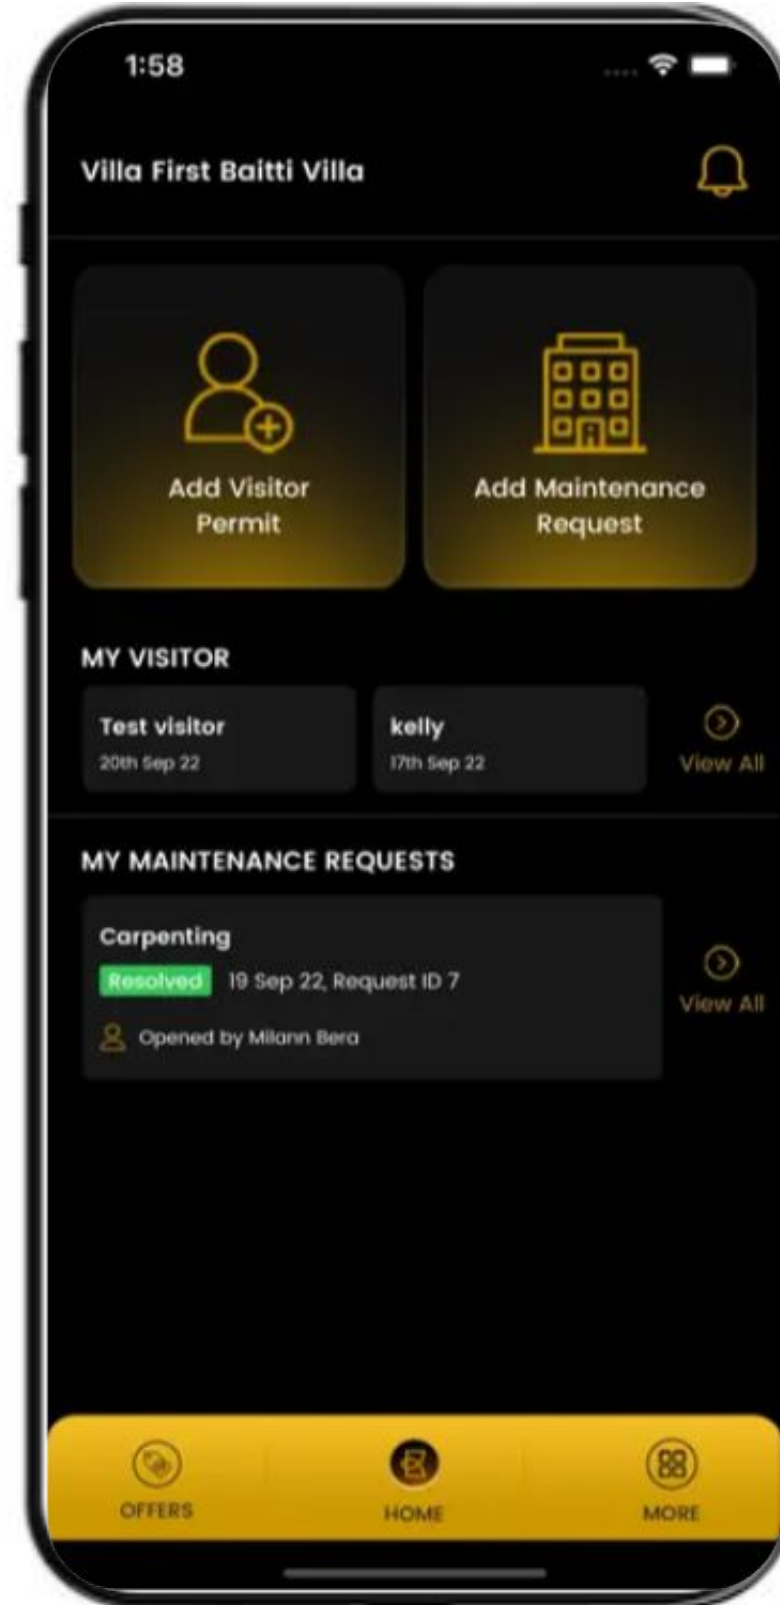 1:58
Villa First Baitti Villa
Add Visitor
Permit
Add Maintenance
Request
MY VISITOR
Test visitor
20th Sep 22
kelly
17th Sep 22
View All
MY MAINTENANCE REQUESTS
Carpenting
Resolved 19 Sep 22, Request ID 7
Opened by Milann Bera
View All
OFFERS
HOME
MORE